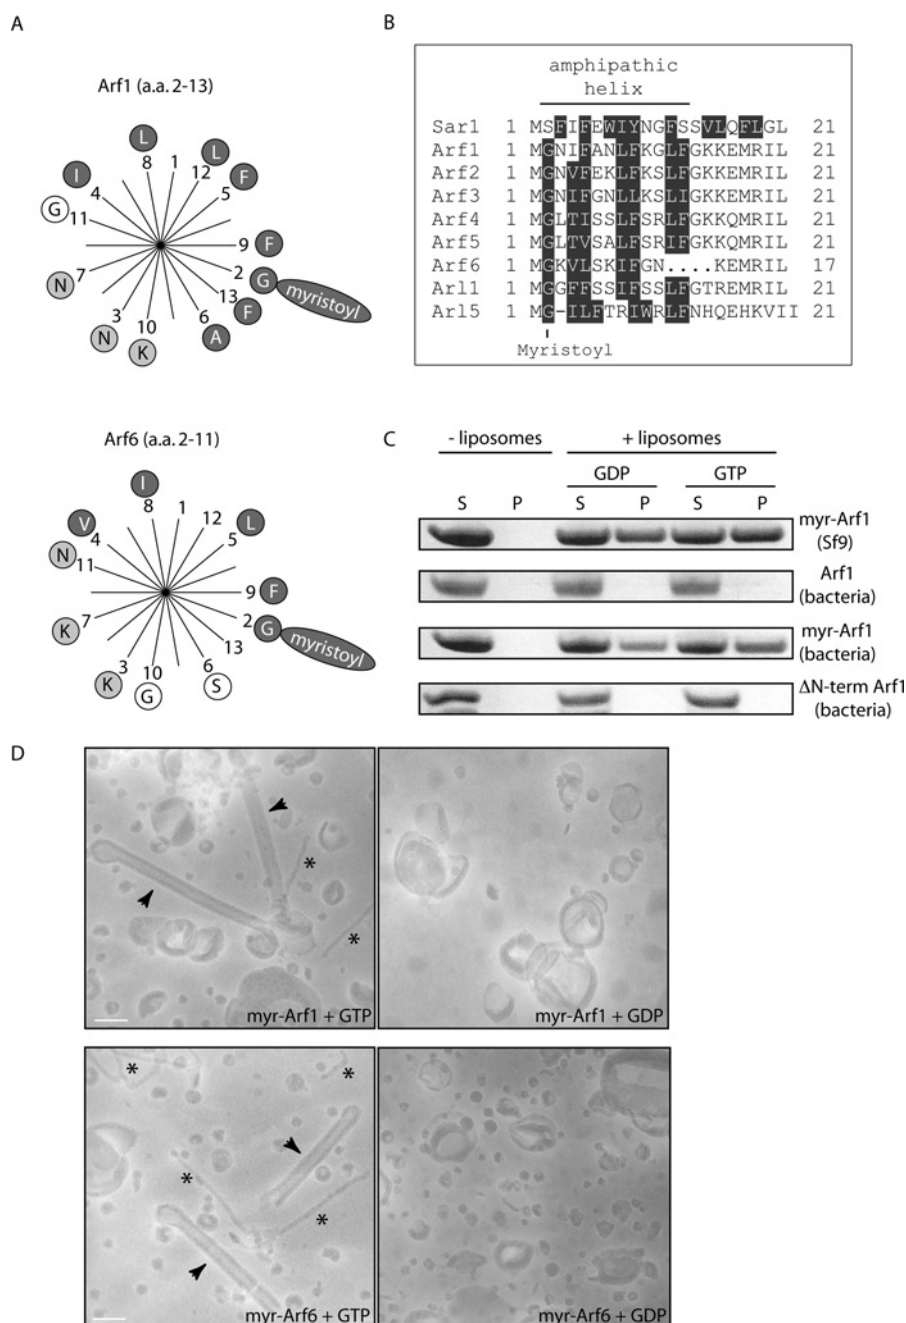 A
B
Arf1 (a.a. 2-13)
L
8
1
L
12
F
5
I
4
G
11
9
F
2
G
myristoyl
13
F
7
N
3
N
10
K
6
A
amphipathic
helix
Sar1 1 MSFIFEWIYNGFSSVLQFLGL 21
Arf1 1 MGNIFANLFKGLFGKKEMRIL 21
Arf2 1 MGNVFEKLFKSLFGKKEMRIL 21
Arf3 1 MGNIFGNLLKSLIGKKEMRIL 21
Arf4 1 MGLTISSLFSRLFGKKQMRIL 21
Arf5 1 MGLTVSALFSRIFGKKQMRIL 21
Arf6 1 MGKVLSKIFGN....KEMRIL 17
Arl1 1 MGGFFSSIFSSLFGTREMRIL 21
Arl5 1 MG-ILFTRIWRLFNHQEHKVII 21
Myristoyl
Arf6 (a.a. 2-11)
I
8
1
12
L
5
V
4
N
11
9
F
2
G
myristoyl
13
7
K
3
K
10
G
6
S
C
- liposomes
+ liposomes
GDP
GTP
S P S P S P
myr-Arf1
(Sf9)
Arf1
(bacteria)
myr-Arf1
(bacteria)
ΔN-term Arf1
(bacteria)
D
*
*
myr-Arf1 + GTP
myr-Arf1 + GDP
*
*
*
*
myr-Arf6 + GTP
myr-Arf6 + GDP